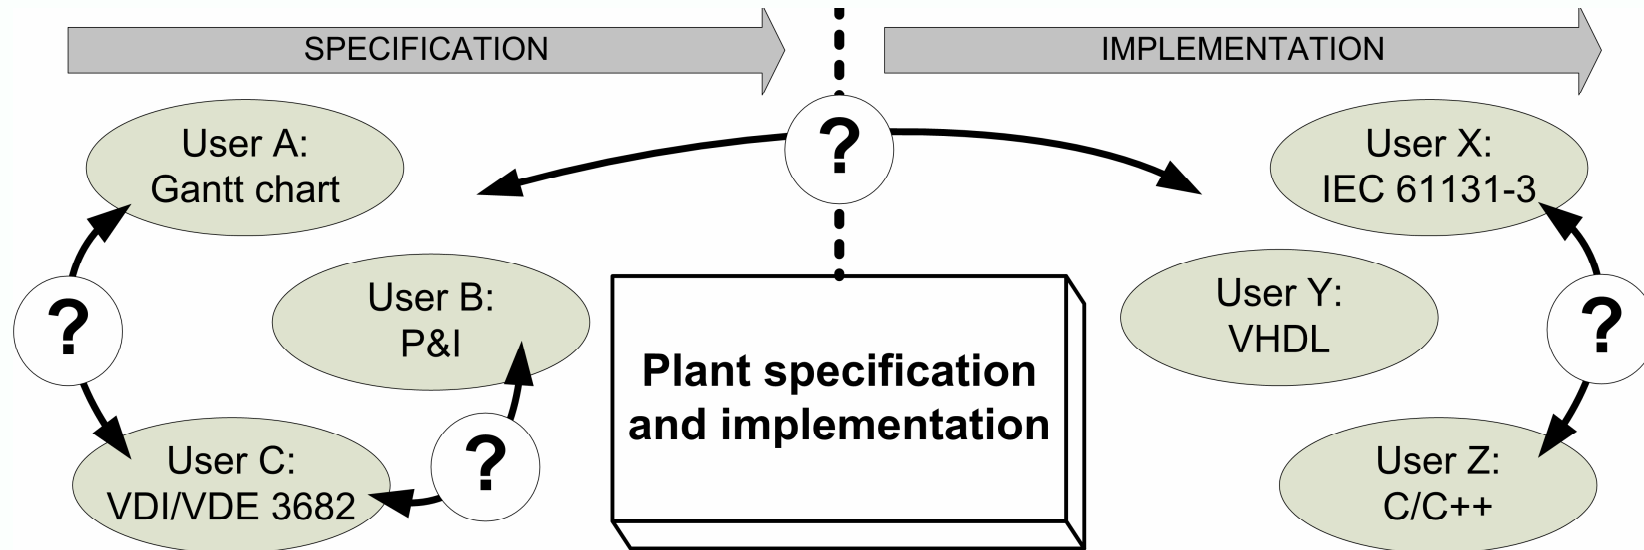 SPECIFICATION
IMPLEMENTATION
?
User A:
Gantt chart
User X:
IEC 61131-3
User B:
P&I
User Y:
VHDL
?
?
Plant specification
and implementation
User C:
VDI/VDE 3682
?
User Z:
C/C++